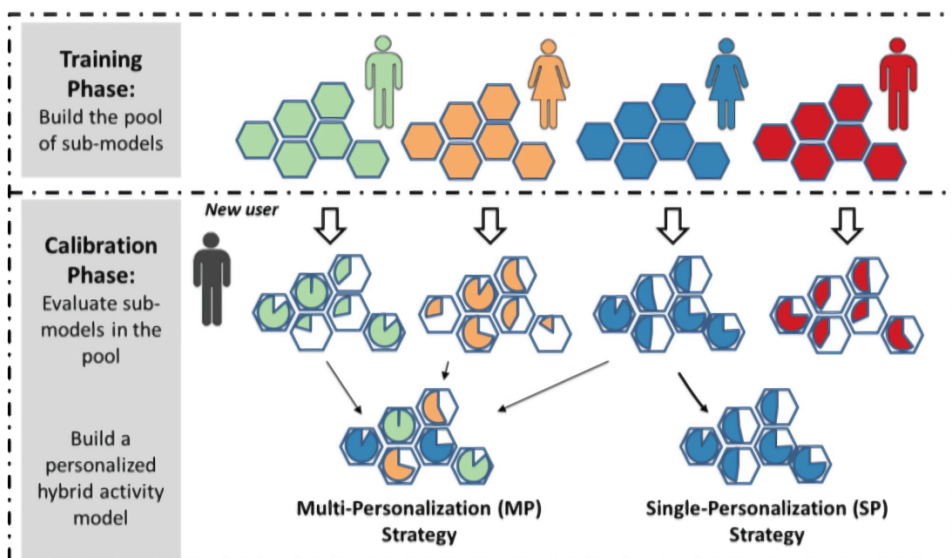 Training
Phase:
Build the pool
of sub-models
New user
Calibration
Phase:
Evaluate sub-
models in the
pool
Build a
personalized
hybrid activity
model
Multi-Personalization (MP)
Strategy
Single-Personalization (SP)
Strategy